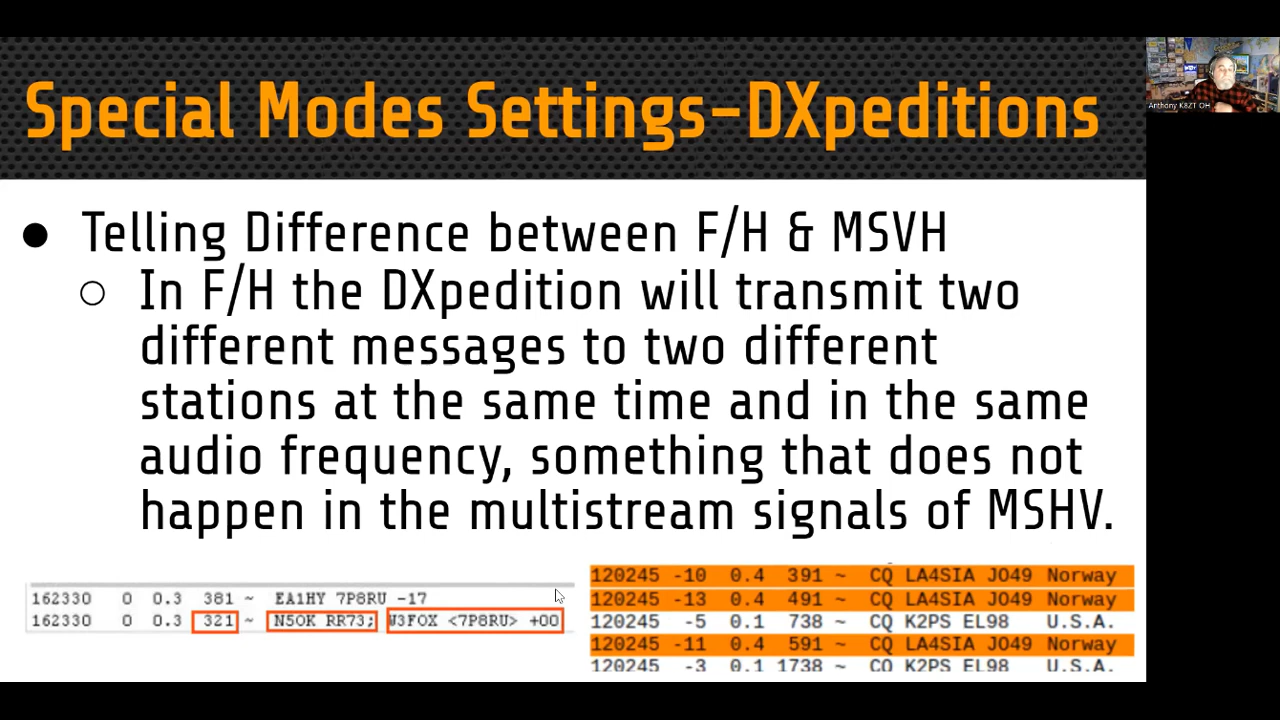 Special Modes Settings-DXpeditions
Anthony K8ZT OH
● Telling Difference between F/H & MSVH
○ In F/H the DXpedition will transmit two
different messages to two different
stations at the same time and in the same
audio frequency, something that does not
happen in the multistream signals of MSHV.
162330 0 0.3 381 ~ EA1HY 7P8RU -17
162330 0 0.3 321 ~ N5OK RR73; W3FOX <7P8RU> +00
120245 -10 0.4 391 ~ CQ LA4SIA JO49 Norway
120245 -13 0.4 491 ~ CQ LA4SIA JO49 Norway
120245 -5 0.1 738 ~ CQ K2PS EL98 U.S.A.
120245 -11 0.4 591 ~ CQ LA4SIA JO49 Norway
120245 -3 0.1 1738 ~ CQ K2PS EL98 U.S.A.